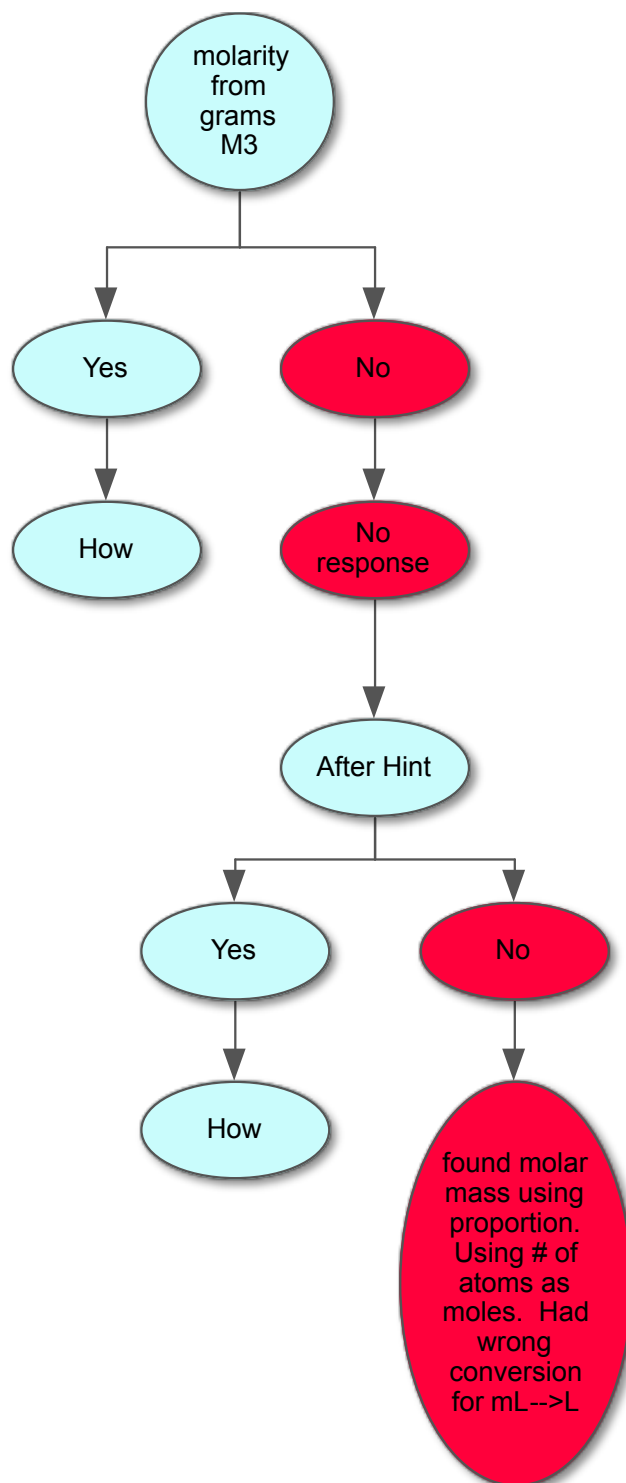 molarity
from
grams
M3
Yes
No
How
No
response
After Hint
Yes
No
How
found molar
mass using
proportion.
Using # of
atoms as
moles.  Had
wrong
conversion
for mL-->L